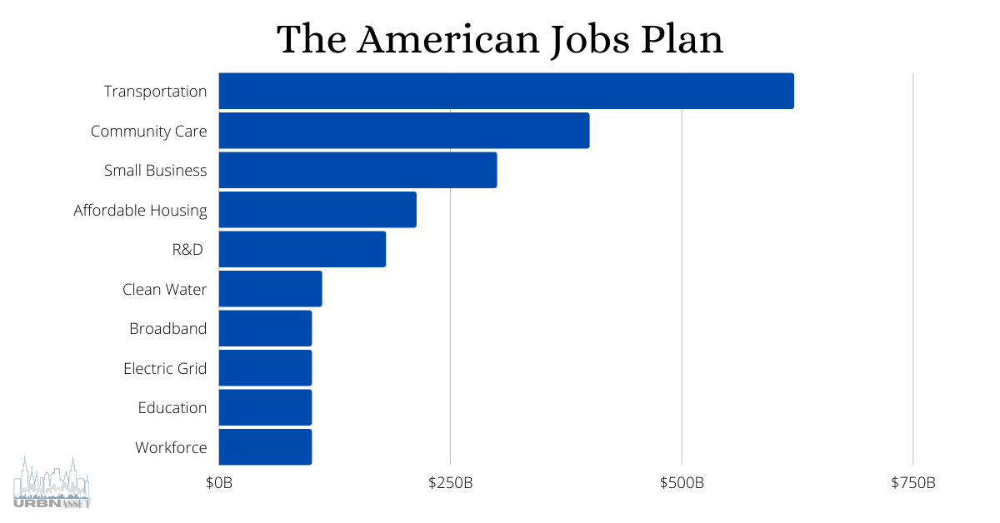 The American Jobs Plan
Transportation
Community Care
Small Business
Affordable Housing
R&D
Clean Water
Broadband
Electric Grid
Education
Workforce
$0B $250B $500B $750B
URBNASSET